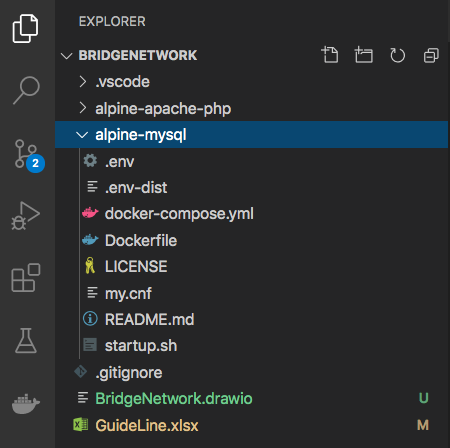 EXPLORER
BRIDGENETWORK
.vscode
alpine-apache-php
alpine-mysql
2
.env
.env-dist
docker-compose.yml
Dockerfile
LICENSE
my.cnf
README.md
startup.sh
.gitignore
BridgeNetwork.drawio U
GuideLine.xlsx M